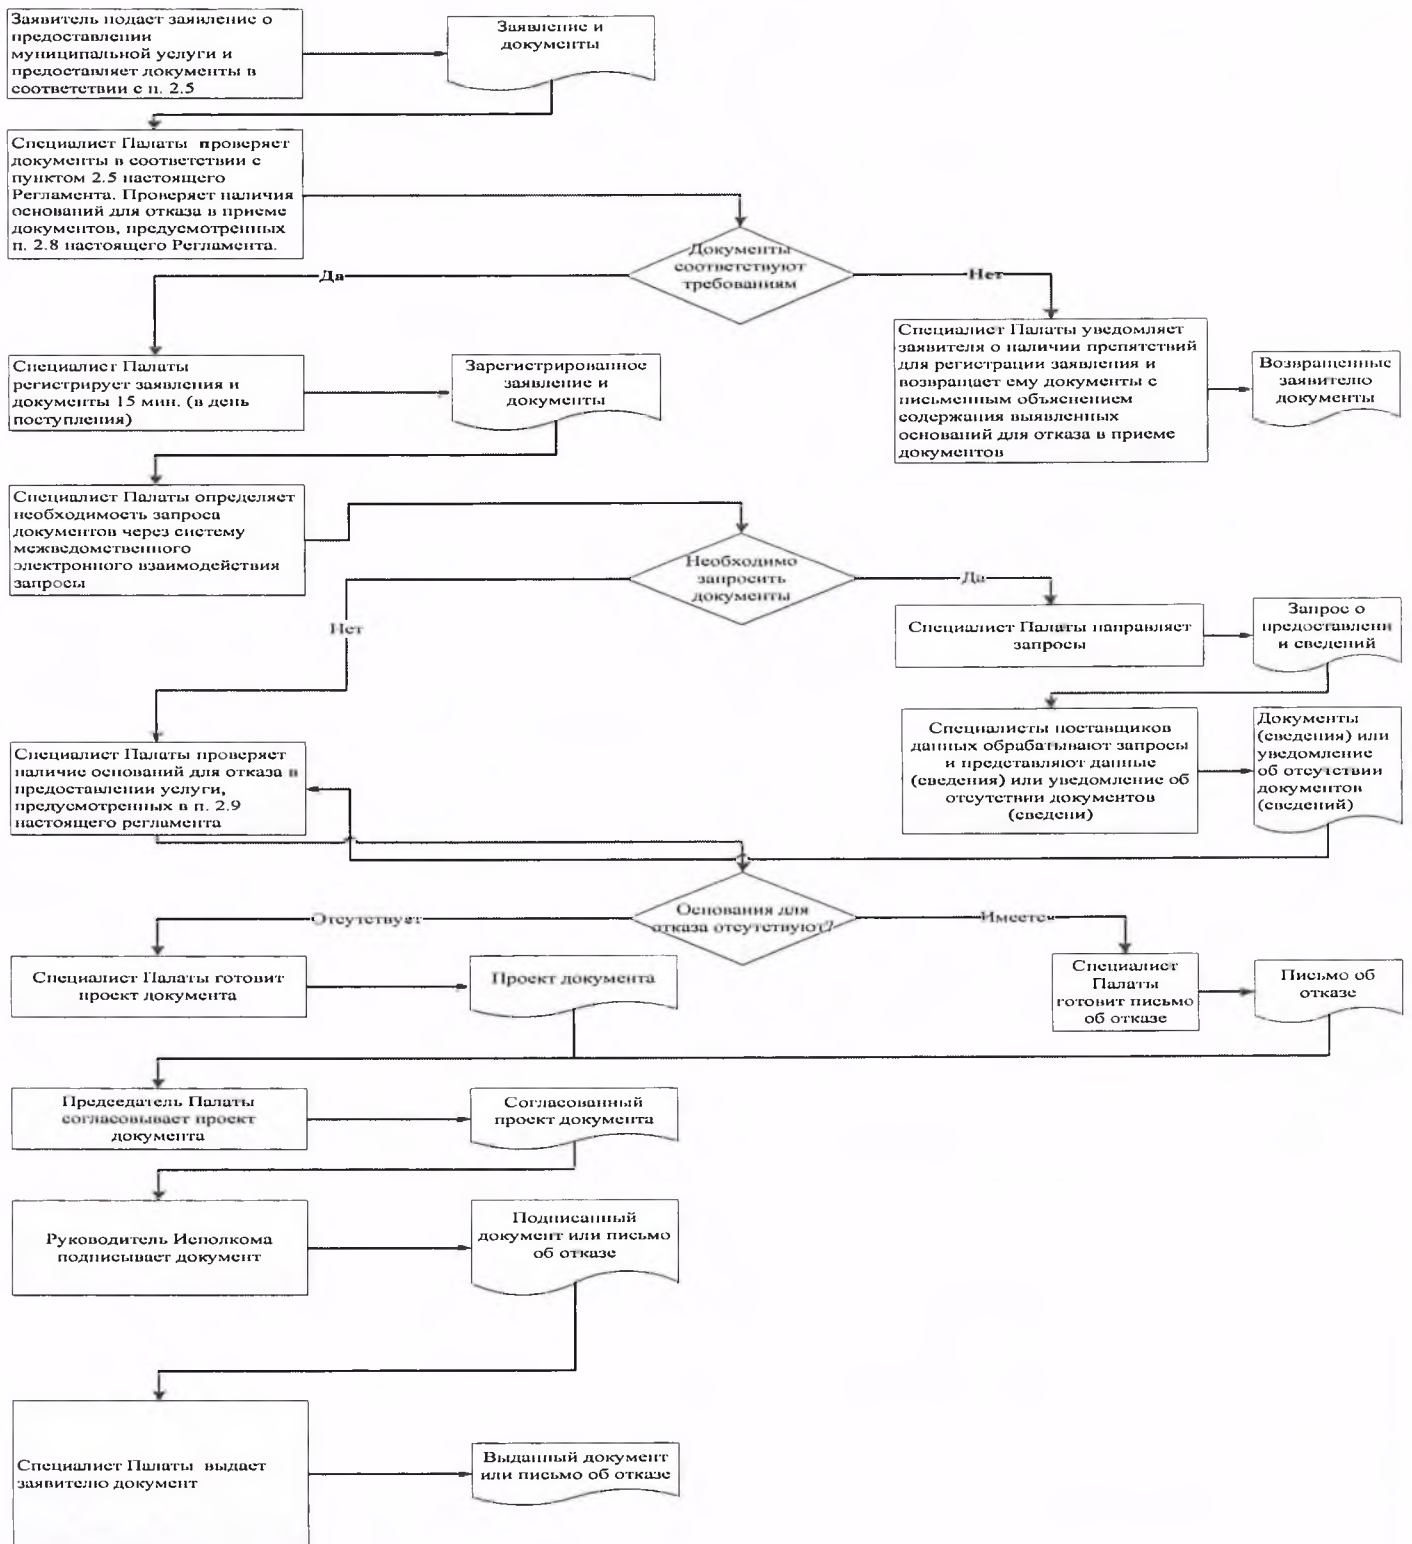 Заявитель подает заявление о
предоставлении
муниципальной услуги и
предоставляет документы в
соответствии с п. 2.5
Заявление и
документы
Специалист Палаты проверяет
документы в соответствии с
пунктом 2.5 настоящего
Регламента. Проверяет наличия
оснований для отказа в приеме
документов, предусмотренных
п. 2.8 настоящего Регламента.
Документы
соответствуют
требованиям
Да
Нет
Специалист Палаты
регистрирует заявления и
документы 15 мин. (в день
поступления)
Зарегистрированное
заявление и
документы
Специалист Палаты уведомляет
заявителя о наличии препятствий
для регистрации заявления и
возвращает ему документы с
письменным объяснением
содержания выявленных
оснований для отказа в приеме
документов
Возвращенные
заявителю
документы
Специалист Палаты определяет
необходимость запроса
документов через систему
межведомственного
электронного взаимодействия
запросы
Необходимо
запросить
документы
Да
Нет
Специалист Палаты направляет
запросы
Запрос о
предоставлени
и сведений
Специалисты поставщиков
данных обрабатывают запросы
и представляют данные
(сведения) или уведомление об
отсутствии документов
(сведени)
Документы
(сведения) или
уведомление
об отсутствии
документов
(сведений)
Специалист Палаты проверяет
наличие оснований для отказа в
предоставлении услуги,
предусмотренных в п. 2.9
настоящего регламента
Основания для
отказа отсутствуют?
Отсутствует
Имеетея
Специалист Палаты готовит
проект документа
Проект документа
Специалист
Палаты
готовит письмо
об отказе
Письмо об
отказе
Председатель Палаты
согласовывает проект
документа
Согласованный
проект документа
Руководитель Исполкома
подписывает документ
Подписанный
документ или письмо
об отказе
Специалист Палаты выдает
заявителю документ
Выданный документ
или письмо об отказе